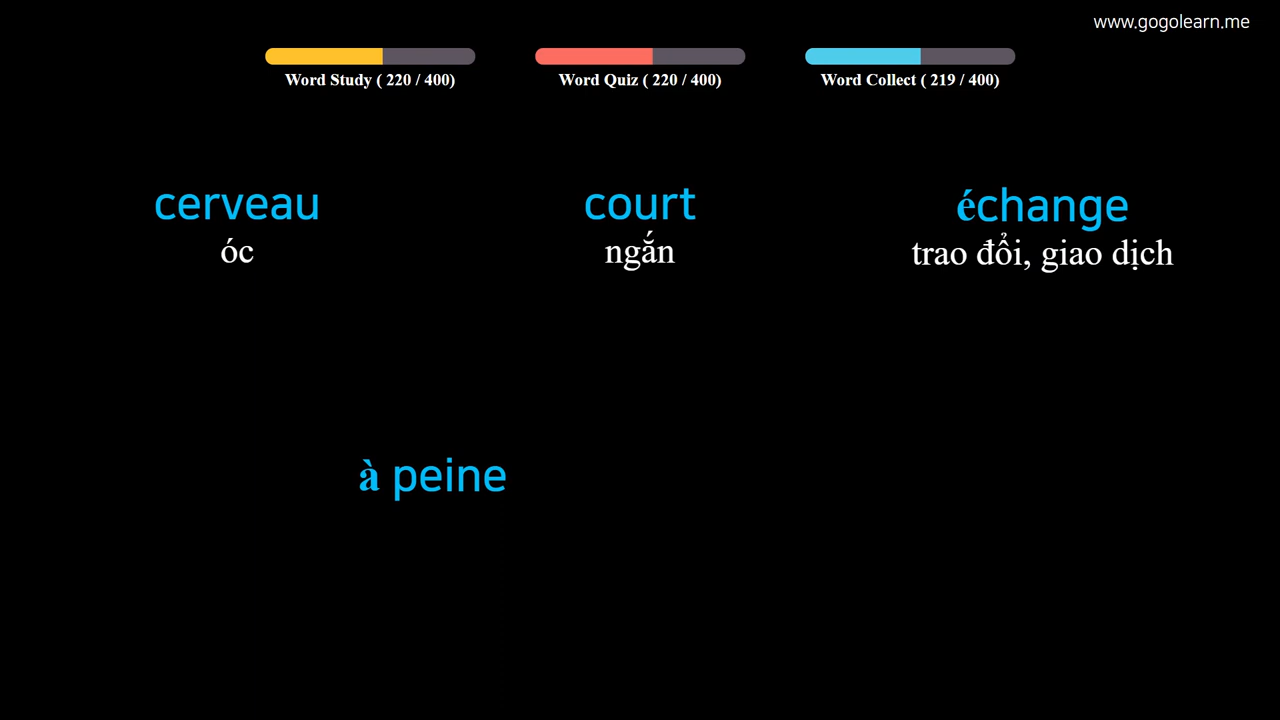 www.gogolearn.me
Word Study ( 220 / 400)
Word Quiz ( 220 / 400)
Word Collect ( 219 / 400)
cerveau
óc
court
ngắn
échange
trao đổi, giao dịch
à peine